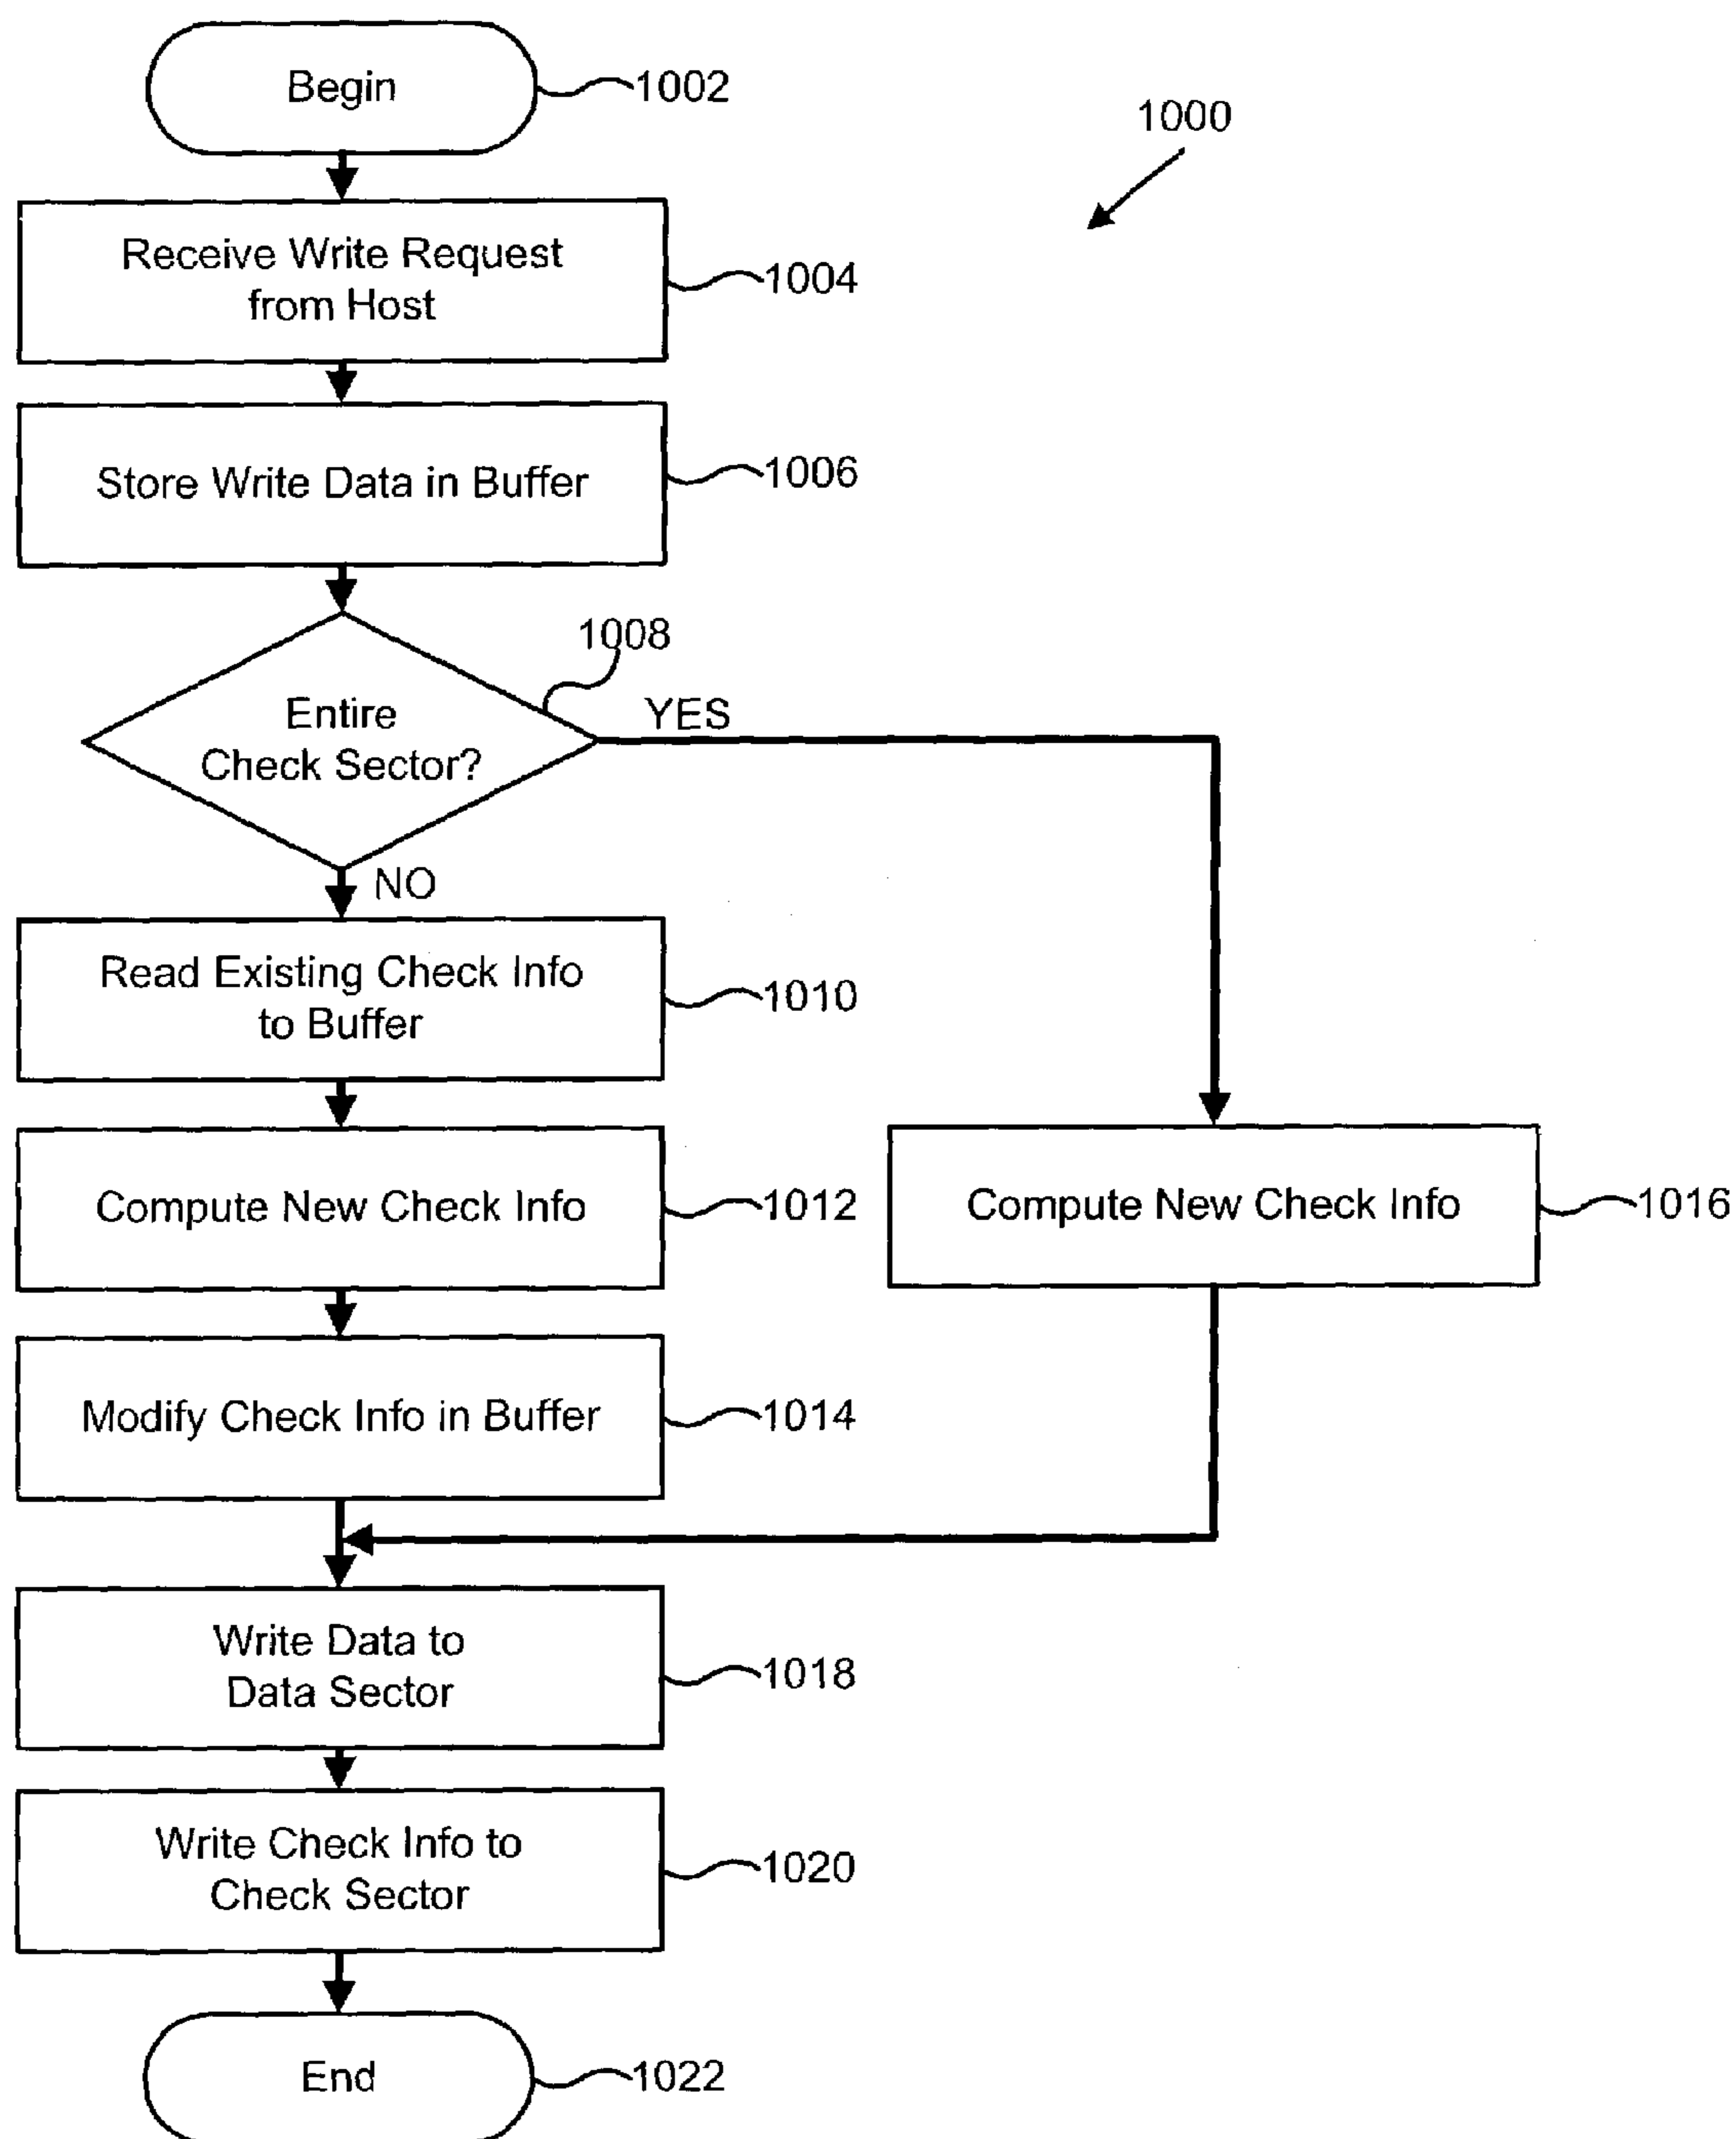 Begin
1002
1000
Receive Write Request
from Host
1004
Store Write Data in Buffer
1006
1008
Entire
Check Sector?
YES
NO
Read Existing Check Info
to Buffer
1010
Compute New Check Info
1012
Compute New Check Info
1016
Modify Check Info in Buffer
1014
Write Data to
Data Sector
1018
Write Check Info to
Check Sector
1020
End
1022